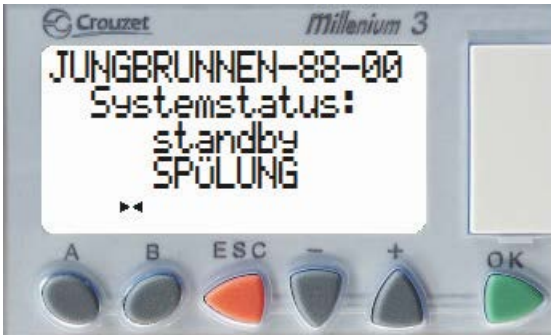 Crouzet Millenium 3
JUNGBRUNNEN-88-00
Systemstatus:
standby
SPÜLUNG
A B ESC - + OK